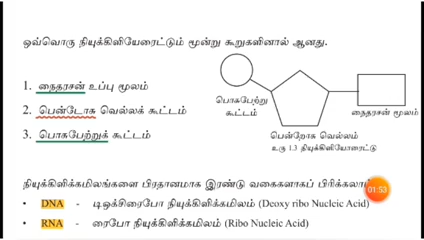 ஒவ்வொரு நியுக்கிளியேரைட்டும் மூன்று கூறுகளினால் ஆனது.
1. நைதரசன் உப்பு மூலம்
2. பென்டோசு வெல்லக் கூட்டம்
3. பொசுபேற்றுக் கூட்டம்
பொசுபேற்று கூட்டம்
நைதரசன் மூலம்
பென்றோசு வெல்லம்
உரு 1.3 நியுக்கிளியோரைட்டு
நியுக்கிளிக்கமிலங்களை பிரதானமாக இரண்டு வகைகளாகப் பிரிக்கலாம்
01:53
• DNA - டிஒக்சிரைபோ நியுக்கிளிக்கமிலம் (Deoxy ribo Nucleic Acid)
• RNA - ரைபோ நியுக்கிளிக்கமிலம் (Ribo Nucleic Acid)